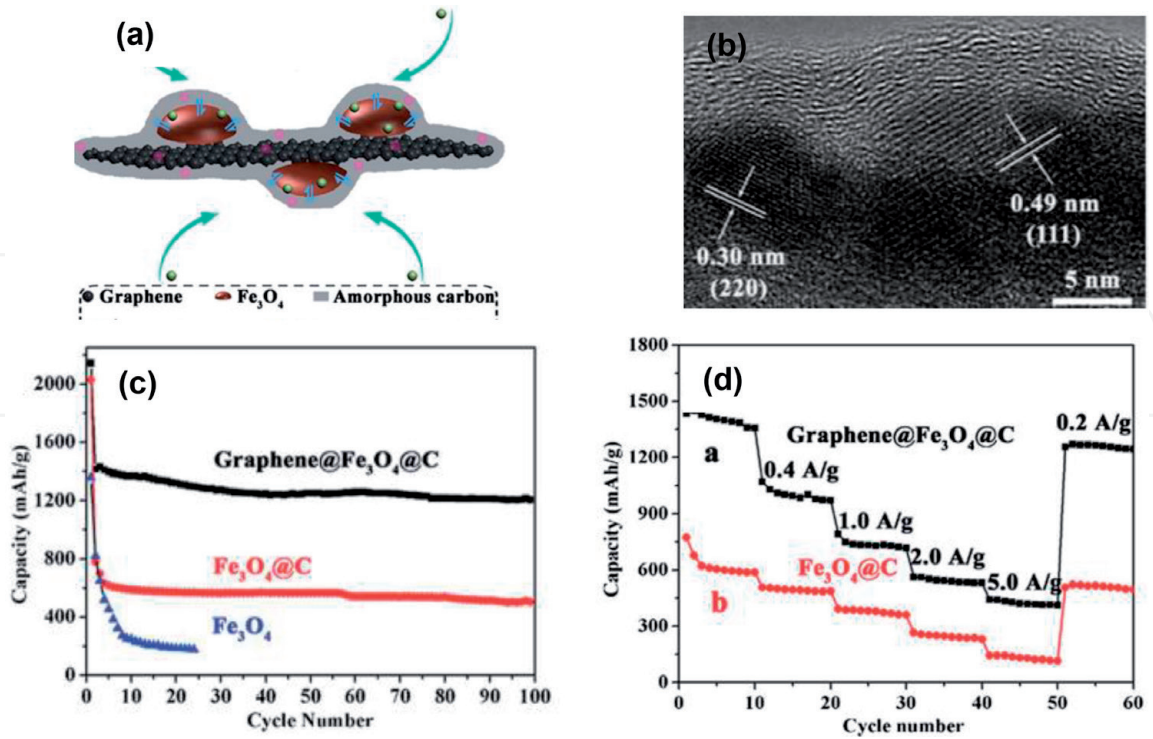 (a)
Graphene Fe₃O₄ Amorphous carbon
(b)
0.30 nm
(220)
0.49 nm
(111)
5 nm
(c)
Capacity (mAh/g)
2000
1600
1200
800
400
0
Graphene@Fe₃O₄@C
Fe₃O₄@C
Fe₃O₄
0 10 20 30 40 50 60 70 80 90 100
Cycle Number
(d)
Capacity (mAh/g)
1800
1500
1200
900
600
300
0
a
Graphene@Fe₃O₄@C
0.2 A/g
0.4 A/g
1.0 A/g
2.0 A/g
5.0 A/g
Fe₃O₄@C
b
0 10 20 30 40 50 60
Cycle number